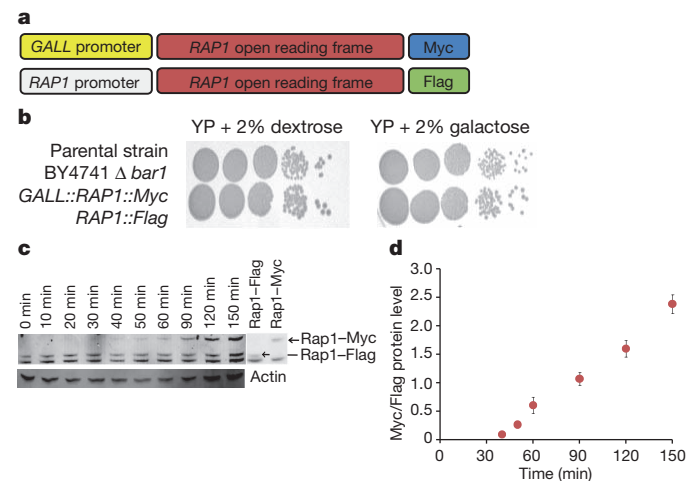 a
GALL promoter RAP1 open reading frame Myc
RAP1 promoter RAP1 open reading frame Flag
b
YP + 2% dextrose YP + 2% galactose
Parental strain
BY4741 Δ bar1
GALL::RAP1::Myc
RAP1::Flag
c
0 min 10 min 20 min 30 min 40 min 50 min 60 min 90 min 120 min 150 min Rap1–Flag Rap1–Myc
Rap1–Myc
Rap1–Flag
Actin
d
Myc/Flag protein level
3.0
2.5
2.0
1.5
1.0
0.5
0
0 30 60 90 120 150
Time (min)